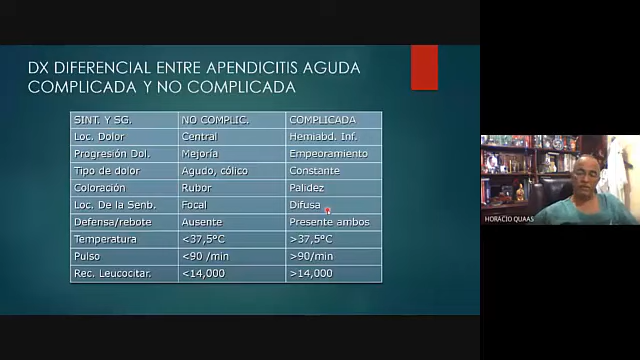 DX DIFERENCIAL ENTRE APENDICITIS AGUDA
COMPLICADA Y NO COMPLICADA
SINT. Y SG. NO COMPLIC. COMPLICADA
Loc. Dolor Central Hemiabd. Inf.
Progresión Dol. Mejoría Empeoramiento
Tipo de dolor Agudo, cólico Constante
Coloración Rubor Palidez
Loc. De la Senb. Focal Difusa
Defensa/rebote Ausente Presente ambos
Temperatura <37,5°C >37,5°C
Pulso <90 /min >90/min
Rec. Leucocitar. <14,000 >14,000
HORACIO QUAAS